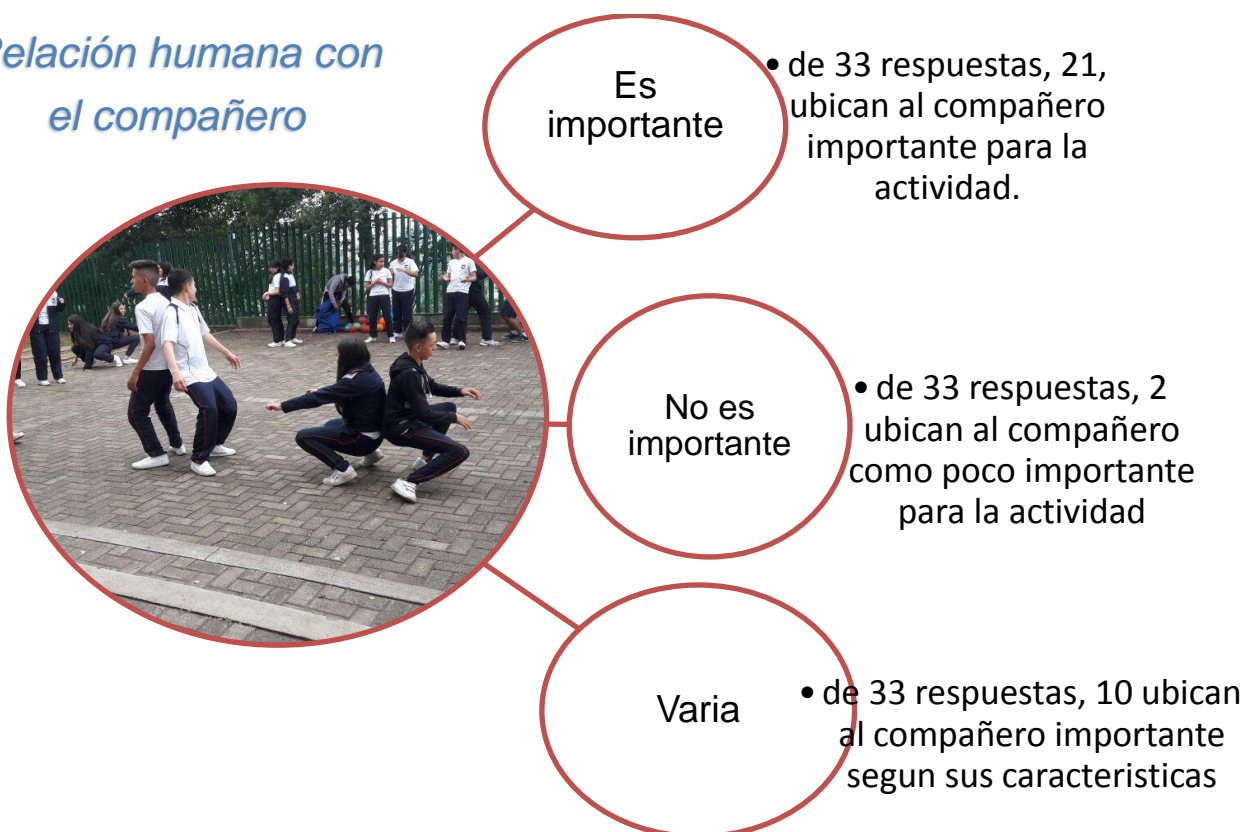 Relación humana con
el compañero
Es
importante
• de 33 respuestas, 21,
ubican al compañero
importante para la
actividad.
No es
importante
• de 33 respuestas, 2
ubican al compañero
como poco importante
para la actividad
Varia
• de 33 respuestas, 10 ubican
al compañero importante
segun sus caracteristicas